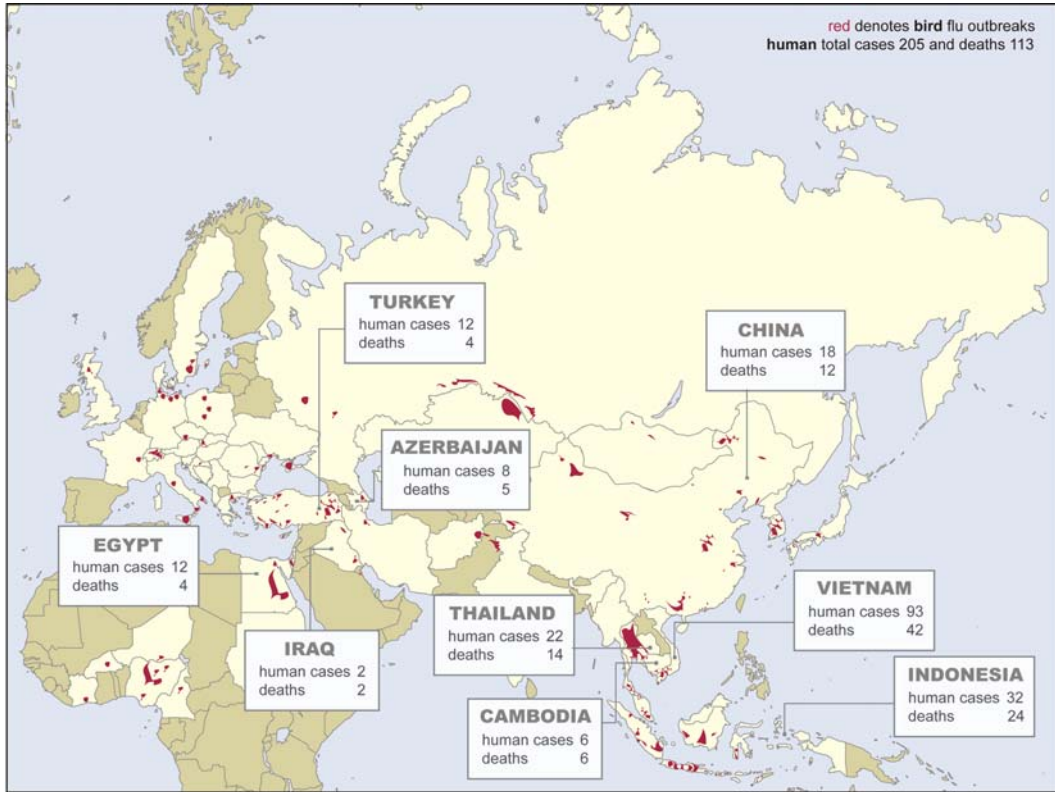 red denotes bird flu outbreaks
human total cases 205 and deaths 113
TURKEY
human cases 12
deaths 4
CHINA
human cases 18
deaths 12
AZERBAIJAN
human cases 8
deaths 5
EGYPT
human cases 12
deaths 4
VIETNAM
human cases 93
deaths 42
THAILAND
human cases 22
deaths 14
IRAQ
human cases 2
deaths 2
INDONESIA
human cases 32
deaths 24
CAMBODIA
human cases 6
deaths 6